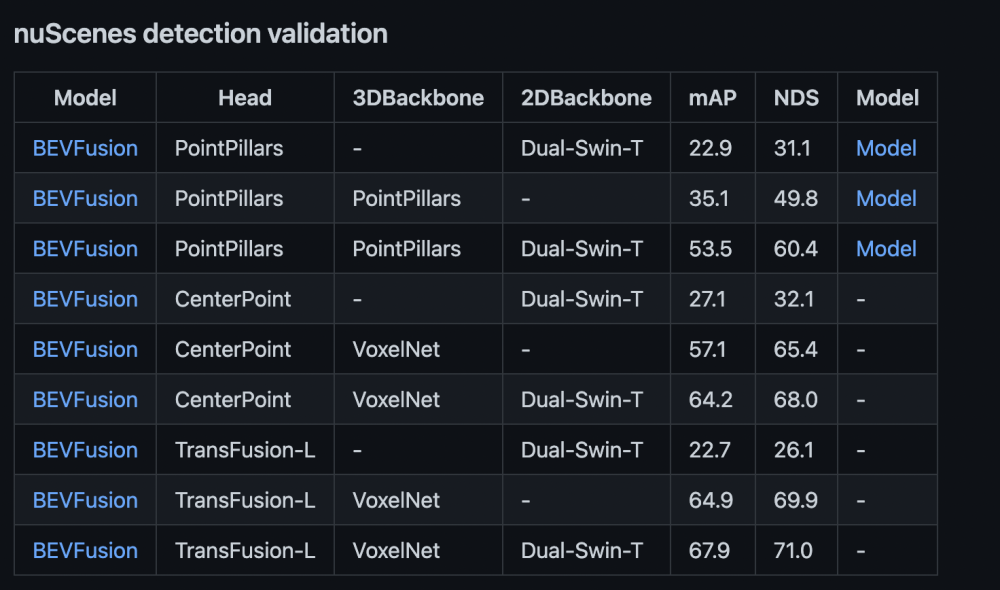 nuScenes detection validation
Model Head 3DBackbone 2DBackbone mAP NDS Model
BEVFusion PointPillars - Dual-Swin-T 22.9 31.1 Model
BEVFusion PointPillars PointPillars - 35.1 49.8 Model
BEVFusion PointPillars PointPillars Dual-Swin-T 53.5 60.4 Model
BEVFusion CenterPoint - Dual-Swin-T 27.1 32.1 -
BEVFusion CenterPoint VoxelNet - 57.1 65.4 -
BEVFusion CenterPoint VoxelNet Dual-Swin-T 64.2 68.0 -
BEVFusion TransFusion-L - Dual-Swin-T 22.7 26.1 -
BEVFusion TransFusion-L VoxelNet - 64.9 69.9 -
BEVFusion TransFusion-L VoxelNet Dual-Swin-T 67.9 71.0 -